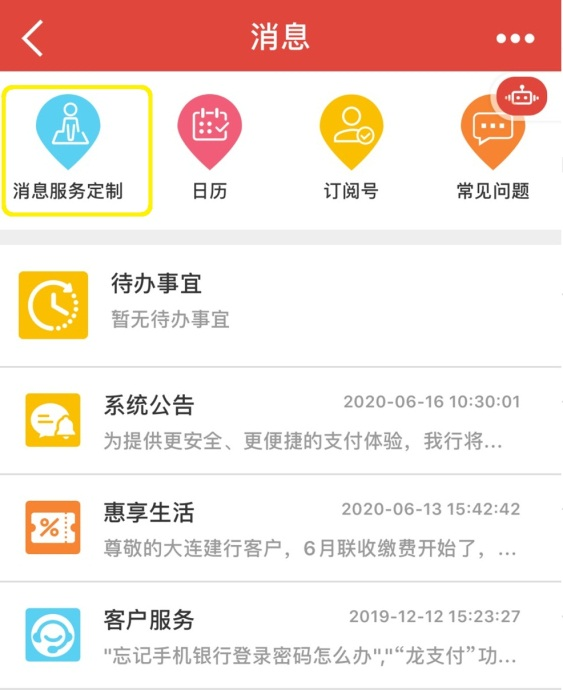 消息
消息服务定制
日历
订阅号
常见问题
待办事宜
暂无待办事宜
系统公告 2020-06-16 10:30:01
为提供更安全、更便捷的支付体验，我行将...
惠享生活 2020-06-13 15:42:42
尊敬的大连建行客户，6月联收缴费开始了，...
客户服务 2019-12-12 15:23:27
"忘记手机银行登录密码怎么办","“龙支付”功...